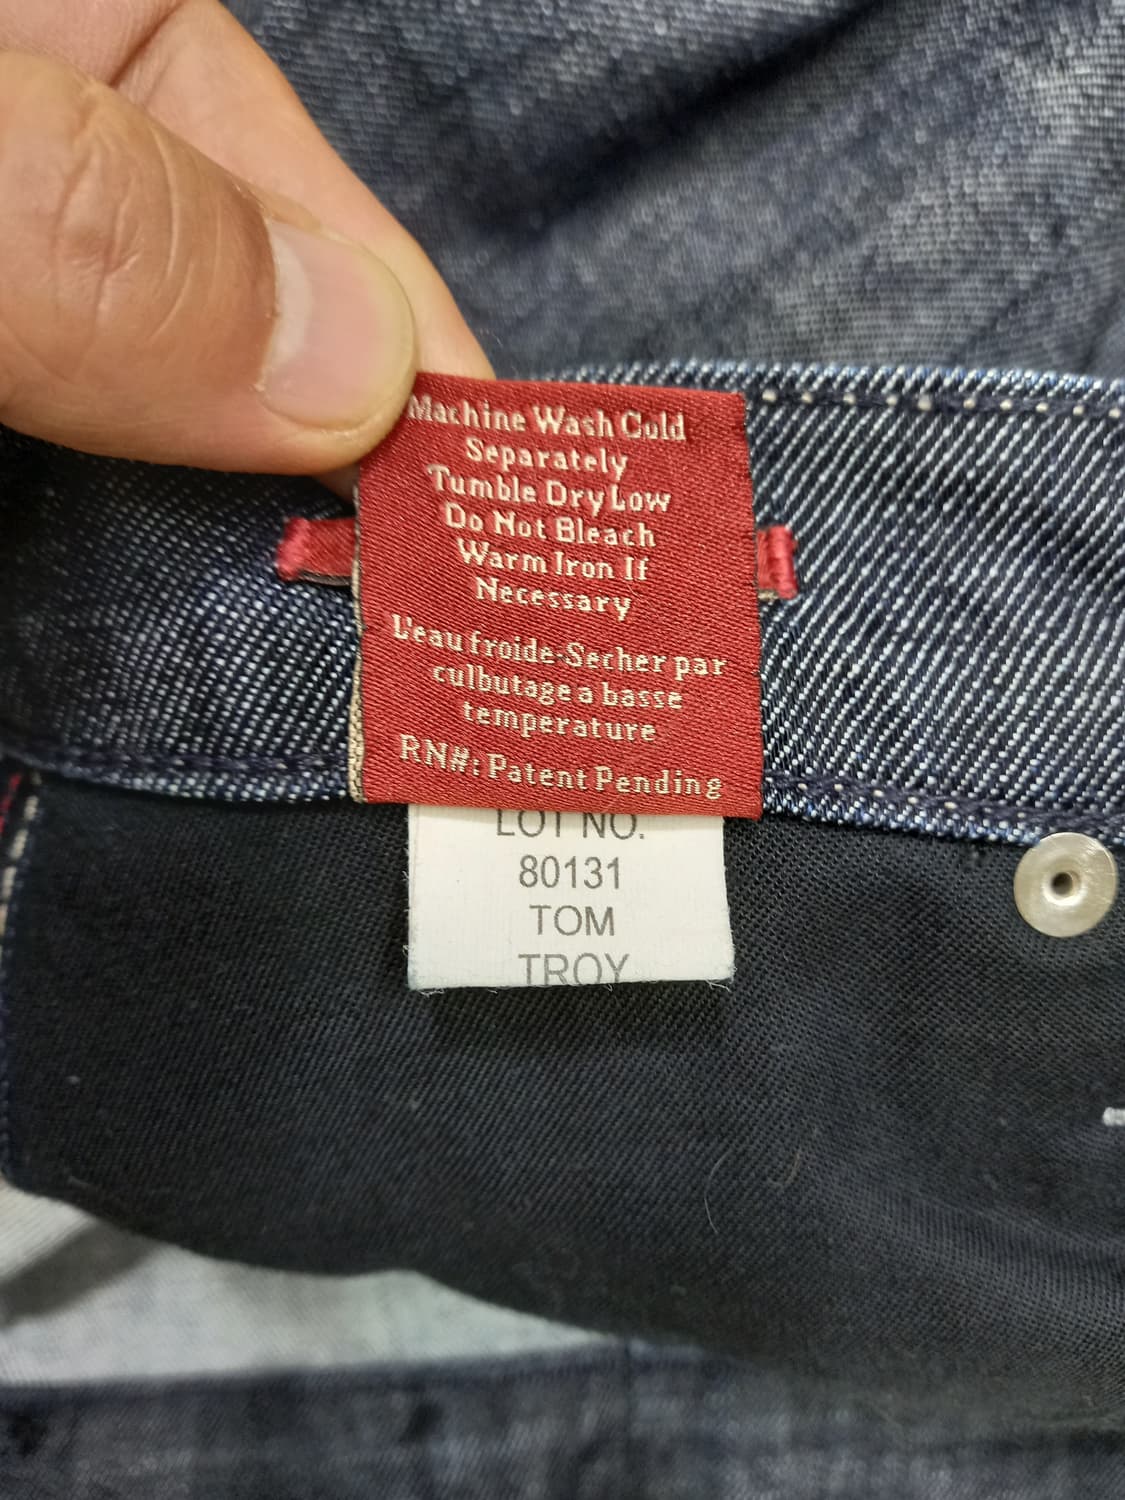 Machine Wash Cold
Separately
Tumble Dry Low
Do Not Bleach
Warm Iron If
Necessary
L'eau froide-Secher par
culbutage a basse
temperature
RN#: Patent Pending
LOT NO.
80131
TOM
TROY